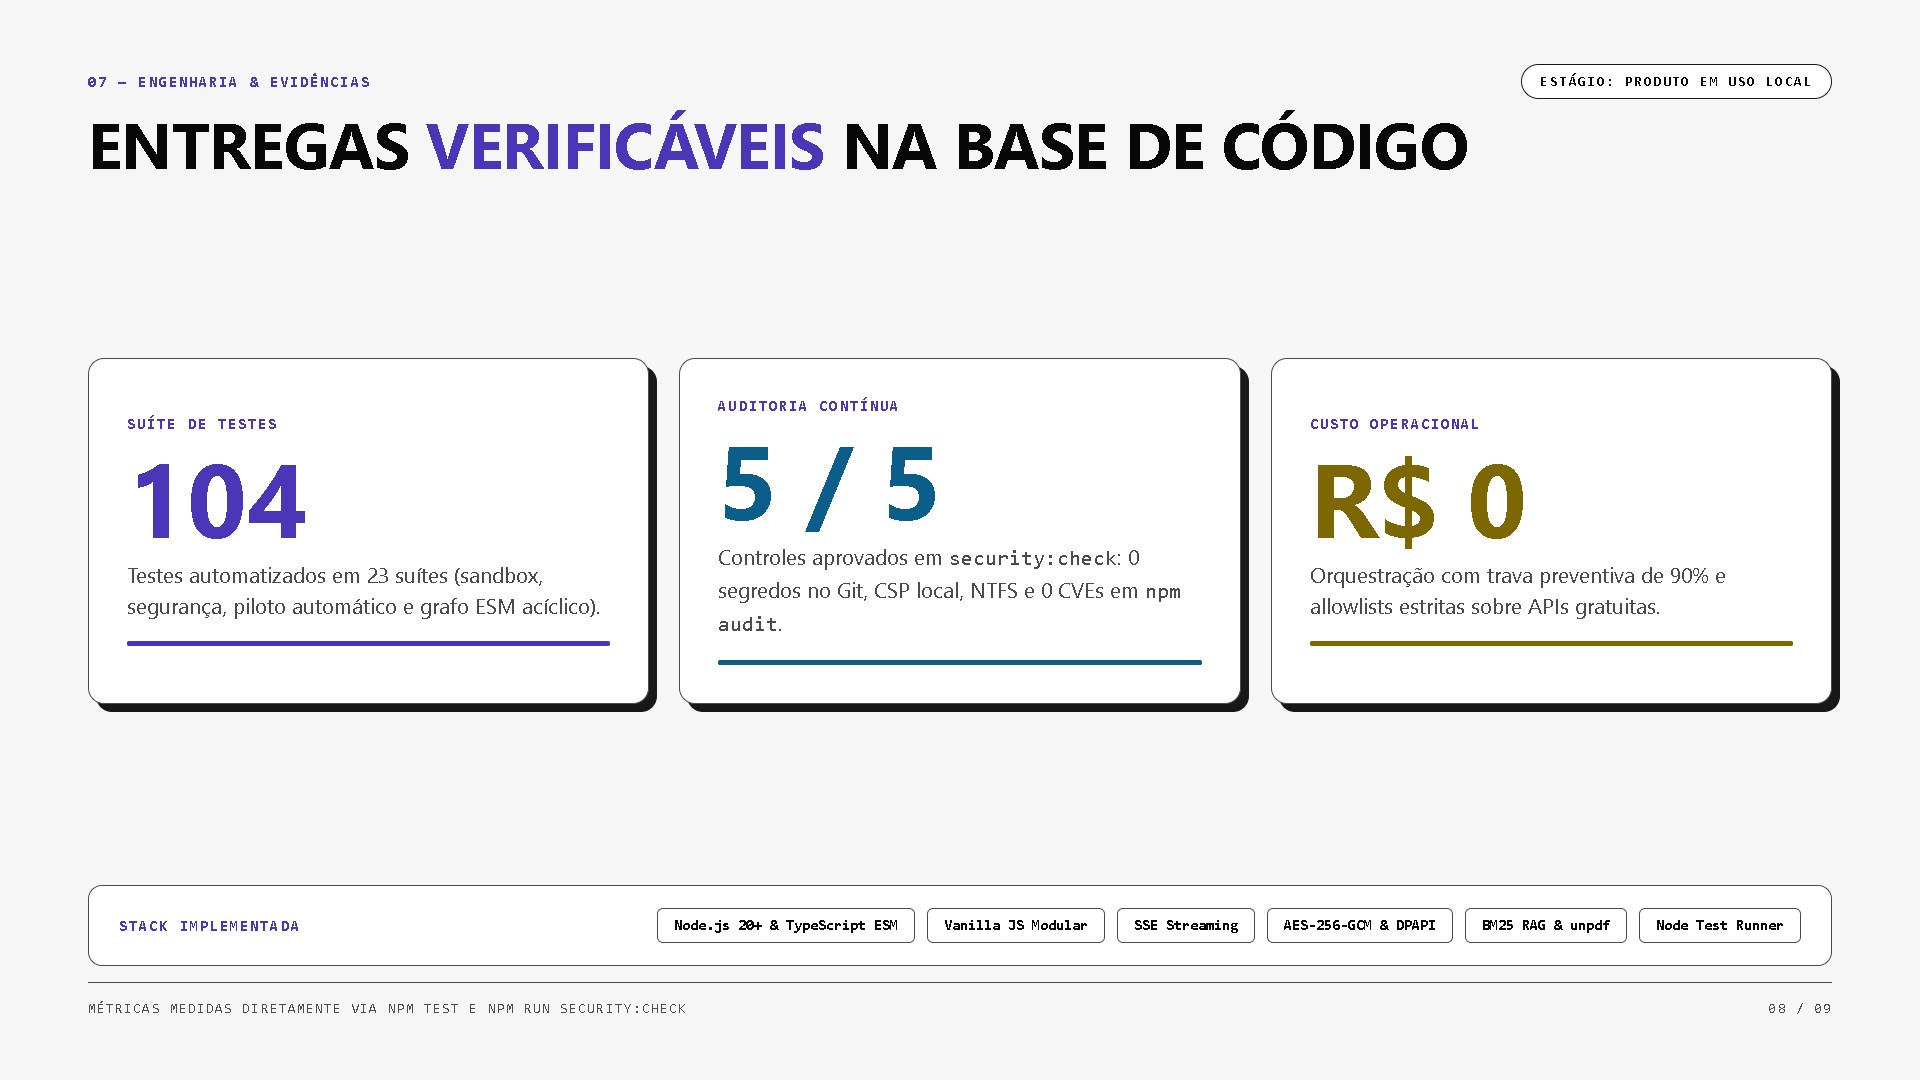 07 — ENGENHARIA & EVIDÊNCIAS
ESTÁGIO: PRODUTO EM USO LOCAL
ENTREGAS VERIFICÁVEIS NA BASE DE CÓDIGO
SUÍTE DE TESTES
104
Testes automatizados em 23 suítes (sandbox,
segurança, piloto automático e grafo ESM acíclico).
AUDITORIA CONTÍNUA
5 / 5
Controles aprovados em security:check: 0
segredos no Git, CSP local, NTFS e 0 CVEs em npm
audit.
CUSTO OPERACIONAL
R$ 0
Orquestração com trava preventiva de 90% e
allowlists estritas sobre APIs gratuitas.
STACK IMPLEMENTADA
Node.js 20+ & TypeScript ESM
Vanilla JS Modular
SSE Streaming
AES-256-GCM & DPAPI
BM25 RAG & unpdf
Node Test Runner
MÉTRICAS MEDIDAS DIRETAMENTE VIA NPM TEST E NPM RUN SECURITY:CHECK
08 / 09